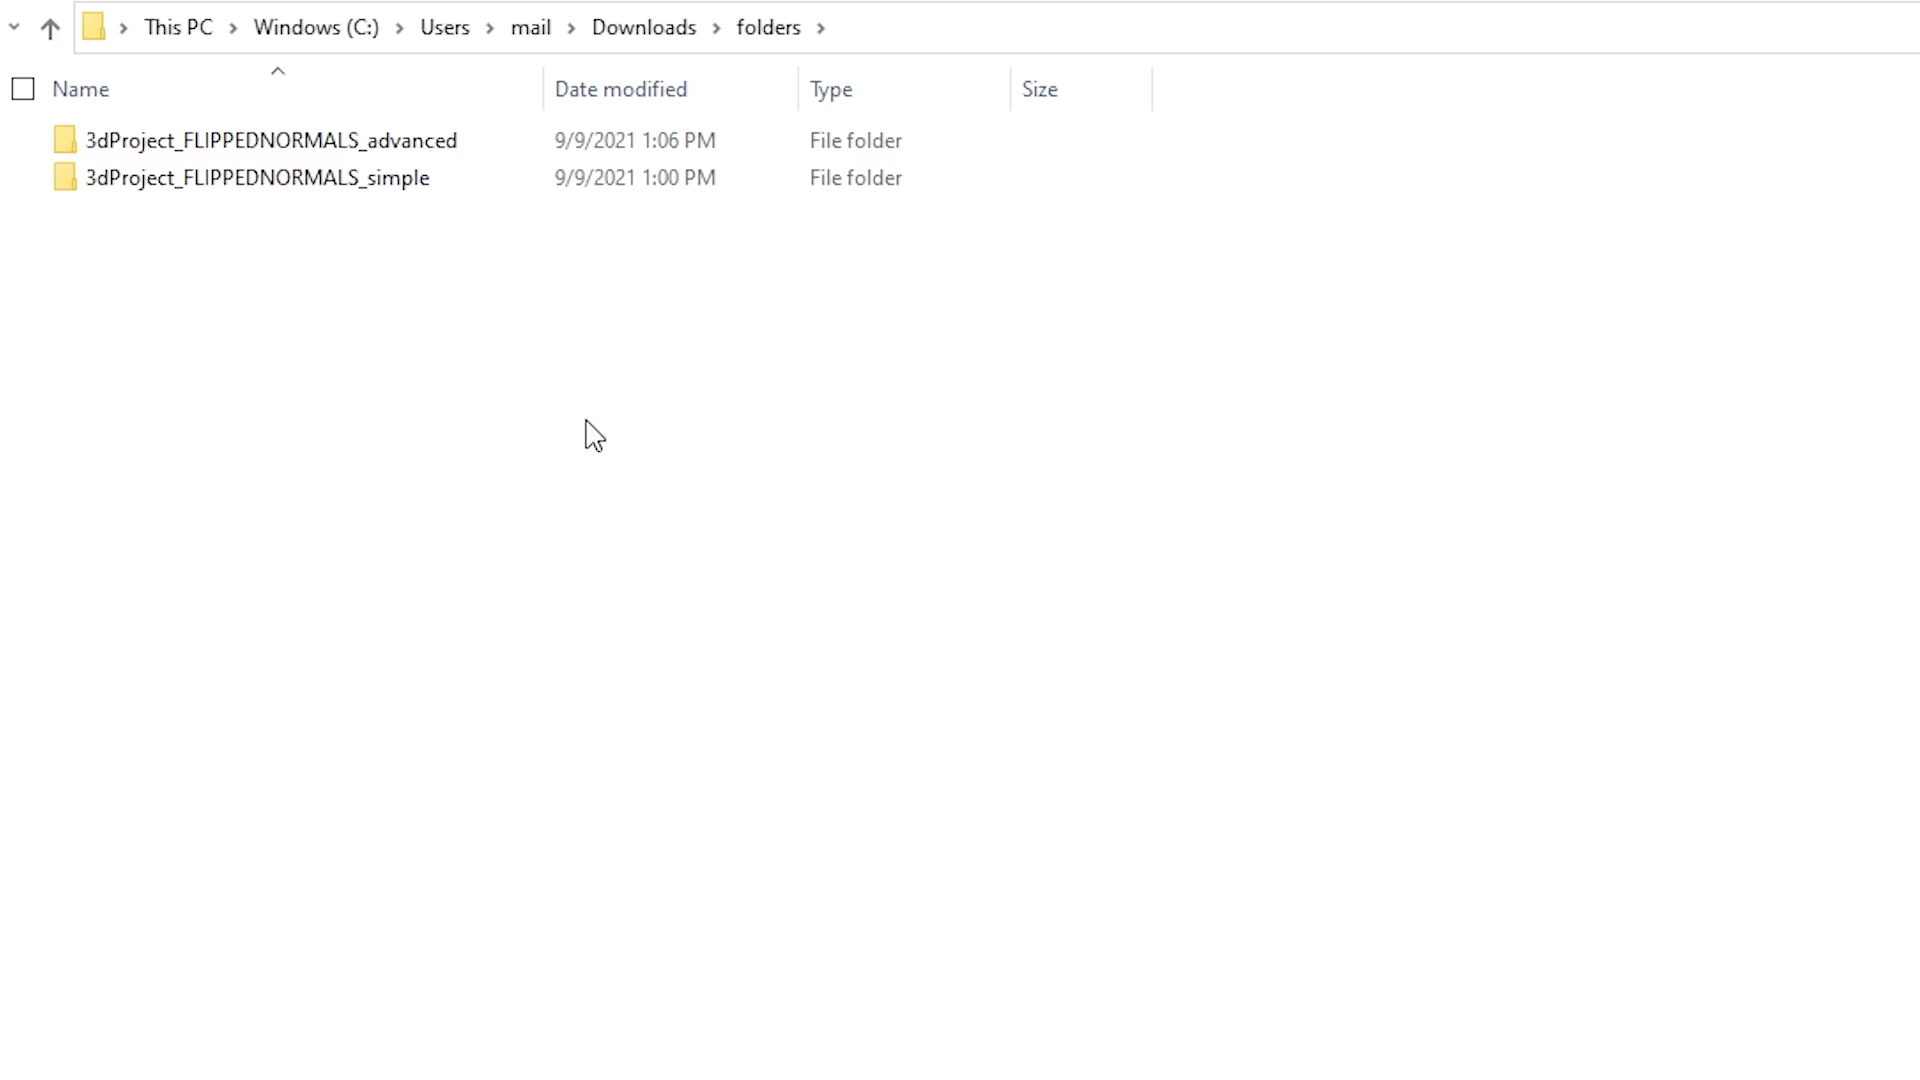 This PC > Windows (C:) > Users > mail > Downloads > folders >
Name Date modified Type Size
3dProject_FLIPPEDNORMALS_advanced 9/9/2021 1:06 PM File folder
3dProject_FLIPPEDNORMALS_simple 9/9/2021 1:00 PM File folder